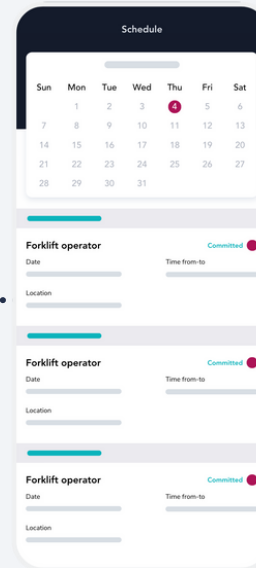 Schedule
Sun Mon Tue Wed Thu Fri Sat
1 2 3 4 5 6
7 8 9 10 11 12 13
14 15 16 17 18 19 20
21 22 23 24 25 26 27
28 29 30 31
Forklift operator Committed
Date Time from-to
Location
Forklift operator Committed
Date Time from-to
Location
Forklift operator Committed
Date Time from-to
Location